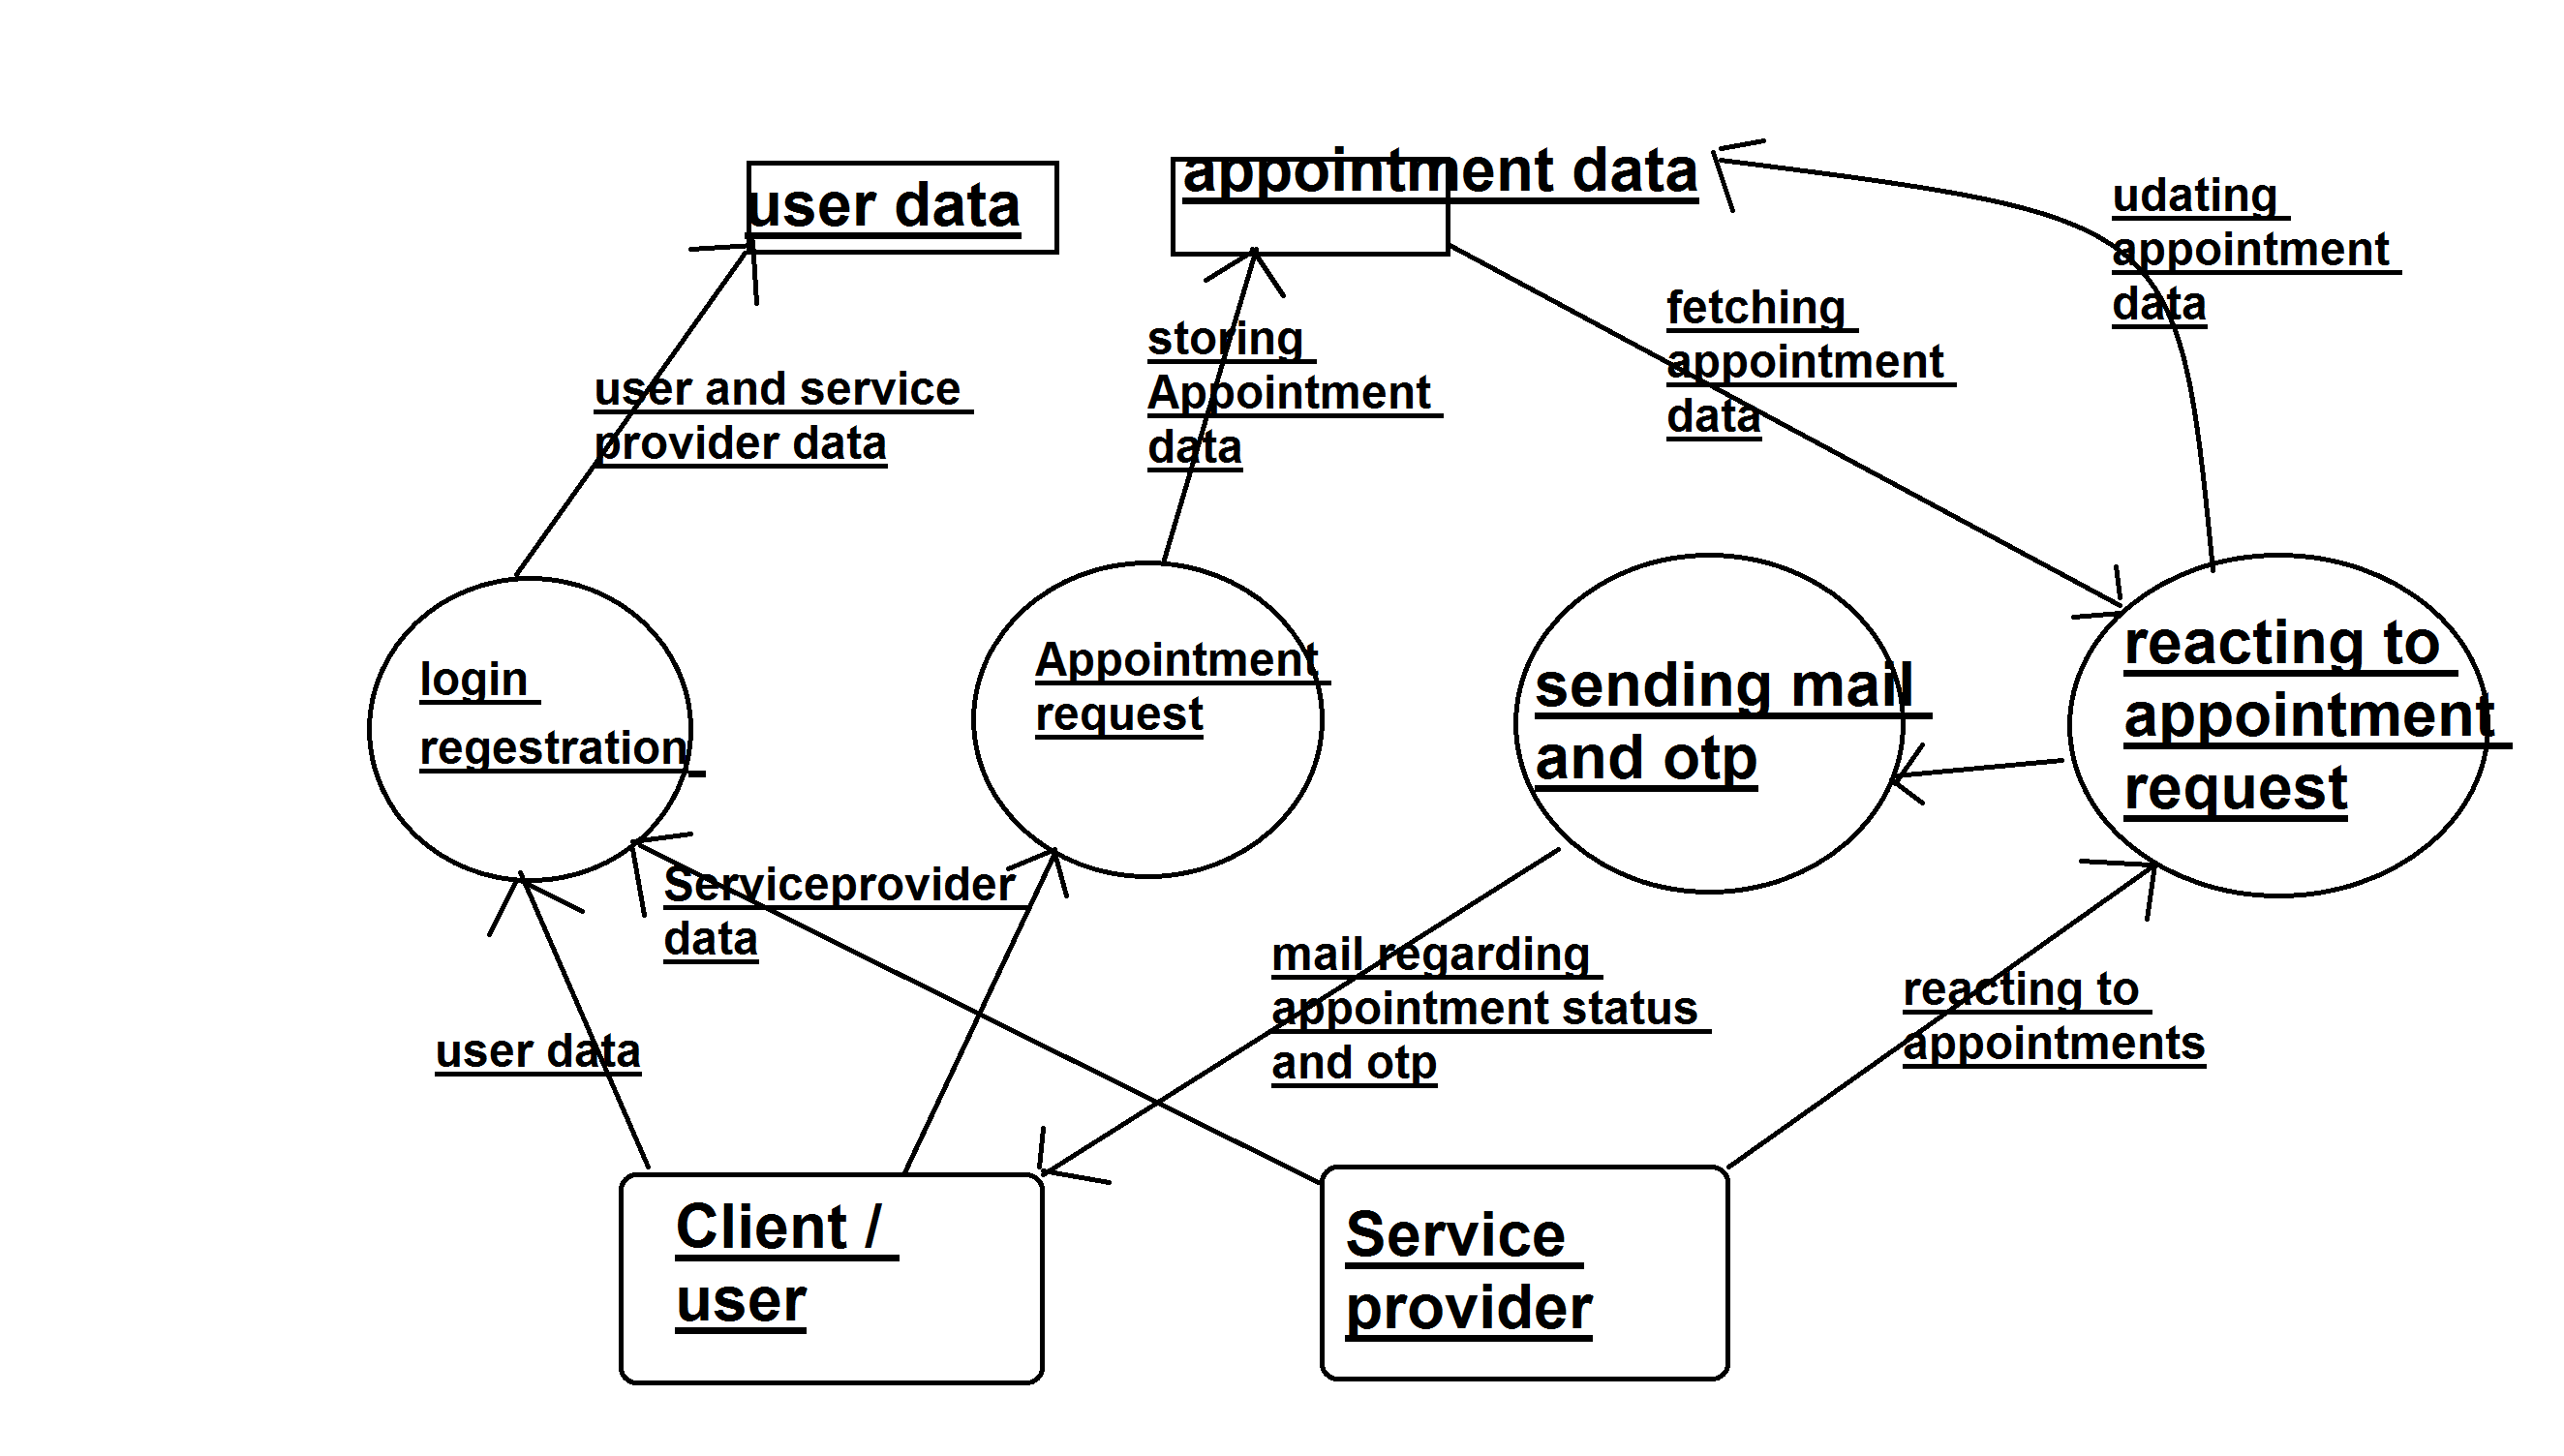 user data
appointment data
udating
appointment
data
fetching
appointment
data
storing
Appointment
data
user and service
provider data
login
regestration
Appointment
request
sending mail
and otp
reacting to
appointment
request
Serviceprovider
data
mail regarding
appointment status
and otp
reacting to
appointments
user data
Client /
user
Service
provider